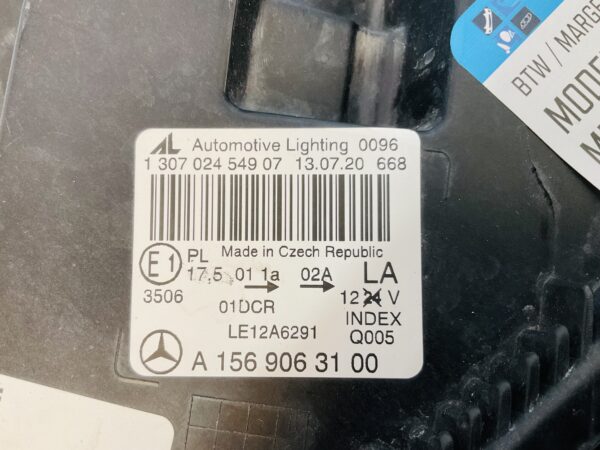 AL Automotive Lighting 0096
1 307 024 549 07 13.07.20 668
Made in Czech Republic
E1 PL
17,5 01 1a → 02A → LA
3506 12 24 V
01DCR INDEX
LE12A6291 Q005
A 156 906 31 00
BTW / MARGE